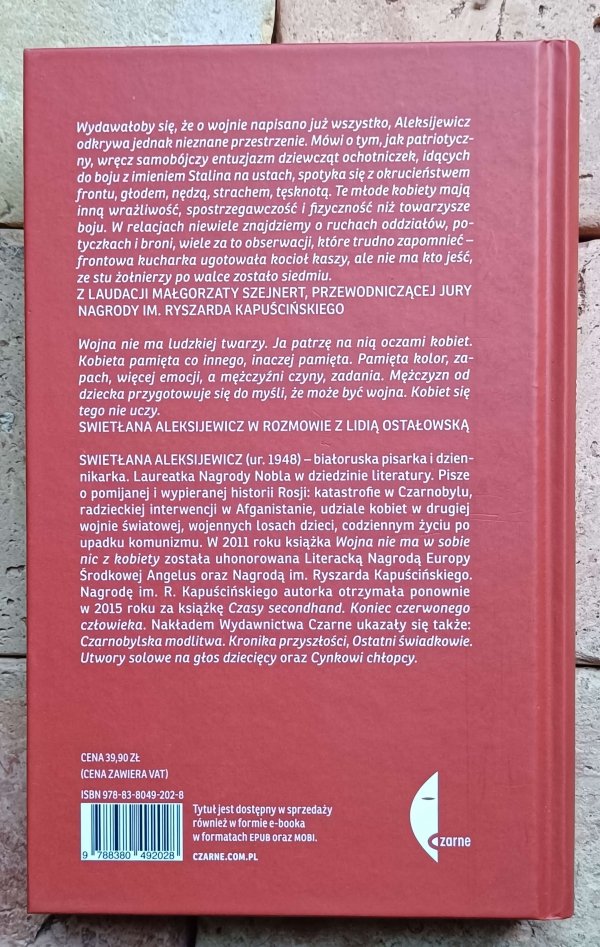 Wydawałoby się, że o wojnie napisano już wszystko, Aleksijewicz
odkrywa jednak nieznane przestrzenie. Mówi o tym, jak patriotycz-
ny, wręcz samobójczy entuzjazm dziewcząt ochotniczek, idących
do boju z imieniem Stalina na ustach, spotyka się z okrucieństwem
frontu, głodem, nędzą, strachem, tęsknotą. Te młode kobiety mają
inną wrażliwość, spostrzegawczość i fizyczność niż towarzysze
boju. W relacjach niewiele znajdziemy o ruchach oddziałów, po-
tyczkach i broni, wiele za to obserwacji, które trudno zapomnieć –
frontowa kucharka ugotowała kocioł kaszy, ale nie ma kto jeść,
ze stu żołnierzy po walce zostało siedmiu.
Z LAUDACJI MAŁGORZATY SZEJNERT, PRZEWODNICZĄCEJ JURY
NAGRODY IM. RYSZARDA KAPUŚCIŃSKIEGO
Wojna nie ma ludzkiej twarzy. Ja patrzę na nią oczami kobiet.
Kobieta pamięta co innego, inaczej pamięta. Pamięta kolor, za-
pach, więcej emocji, a mężczyźni czyny, zadania. Mężczyzn od
dziecka przygotowuje się do myśli, że może być wojna. Kobiet się
tego nie uczy.
SWIETŁANA ALEKSIJEWICZ W ROZMOWIE Z LIDIĄ OSTAŁOWSKĄ
SWIETŁANA ALEKSIJEWICZ (ur. 1948) – białoruska pisarka i dzien-
nikarka. Laureatka Nagrody Nobla w dziedzinie literatury. Pisze
o pomijanej i wypieranej historii Rosji: katastrofie w Czarnobylu,
radzieckiej interwencji w Afganistanie, udziale kobiet w drugiej
wojnie światowej, wojennych losach dzieci, codziennym życiu po
upadku komunizmu. W 2011 roku książka Wojna nie ma w sobie
nic z kobiety została uhonorowana Literacką Nagrodą Europy
Środkowej Angelus oraz Nagrodą im. Ryszarda Kapuścińskiego.
Nagrodę im. R. Kapuścińskiego autorka otrzymała ponownie
w 2015 roku za książkę Czasy secondhand. Koniec czerwonego
człowieka. Nakładem Wydawnictwa Czarne ukazały się także:
Czarnobylska modlitwa. Kronika przyszłości, Ostatni świadkowie.
Utwory solowe na głos dziecięcy oraz Cynkowi chłopcy.
CENA 39,90 ZŁ
(CENA ZAWIERA VAT)
ISBN 978-83-8049-202-8
9 788380 492028
Tytuł jest dostępny w sprzedaży
również w formie e-booka
w formatach EPUB oraz MOBI.
CZARNE.COM.PL
czarne